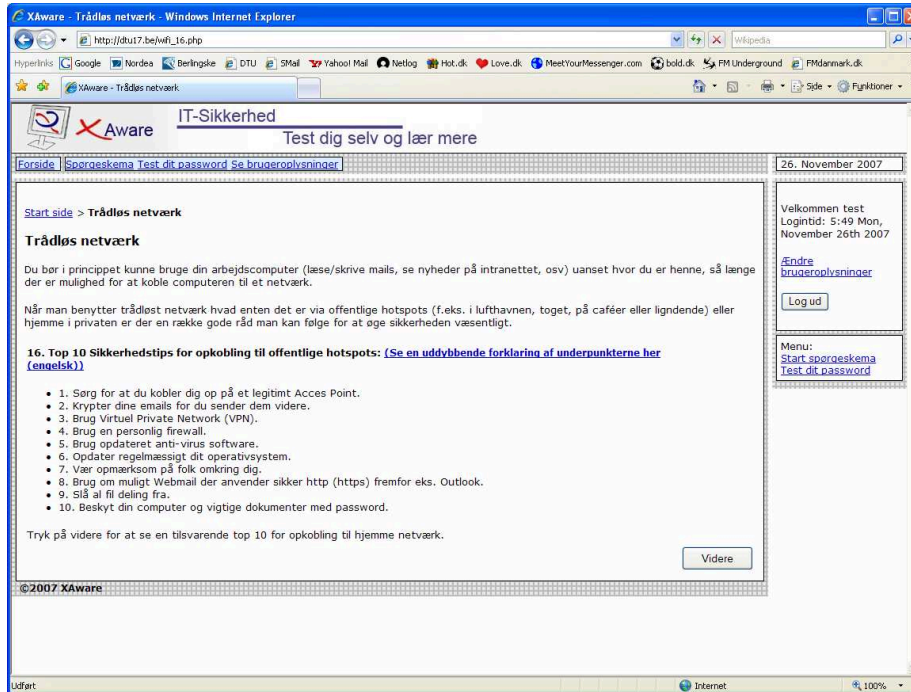 XAware - Trådløs netværk - Windows Internet Explorer
http://dtu17.be/wifi_16.php
Wikipedia
Hyperlinks Google Nordea Berlingske DTU SMail Yahoo! Mail Netlog Hot.dk Love.dk MeetYourMessenger.com bold.dk FM Underground FMdanmark.dk
XAware - Trådløs netværk
Side Funktioner
XAware
IT-Sikkerhed
Test dig selv og lær mere
Forside Spørgeskema Test dit password Se brugeroplysninger
26. November 2007
Start side > Trådløs netværk
Trådløs netværk
Du bør i princippet kunne bruge din arbejdscomputer (læse/skrive mails, se nyheder på intranettet, osv) uanset hvor du er henne, så længe
der er mulighed for at koble computeren til et netværk.
Når man benytter trådløst netværk hvad enten det er via offentlige hotspots (f.eks. i lufthavnen, toget, på caféer eller ligndende) eller
hjemme i privaten er der en række gode råd man kan følge for at øge sikkerheden væsentligt.
16. Top 10 Sikkerhedstips for opkobling til offentlige hotspots: (Se en uddybbende forklaring af underpunkterne her
(engelsk))
• 1. Sørg for at du kobler dig op på et legitimt Acces Point.
• 2. Krypter dine emails for du sender dem videre.
• 3. Brug Virtuel Private Network (VPN).
• 4. Brug en personlig firewall.
• 5. Brug opdateret anti-virus software.
• 6. Opdater regelmæssigt dit operativsystem.
• 7. Vær opmærksom på folk omkring dig.
• 8. Brug om muligt Webmail der anvender sikker http (https) fremfor eks. Outlook.
• 9. Slå al fil deling fra.
• 10. Beskyt din computer og vigtige dokumenter med password.
Tryk på videre for at se en tilsvarende top 10 for opkobling til hjemme netværk.
Videre
©2007 XAware
Velkommen test
Logintid: 5:49 Mon,
November 26th 2007
Ændre
brugeroplysninger
Log ud
Menu:
Start spørgeskema
Test dit password
Udført
Internet
100%